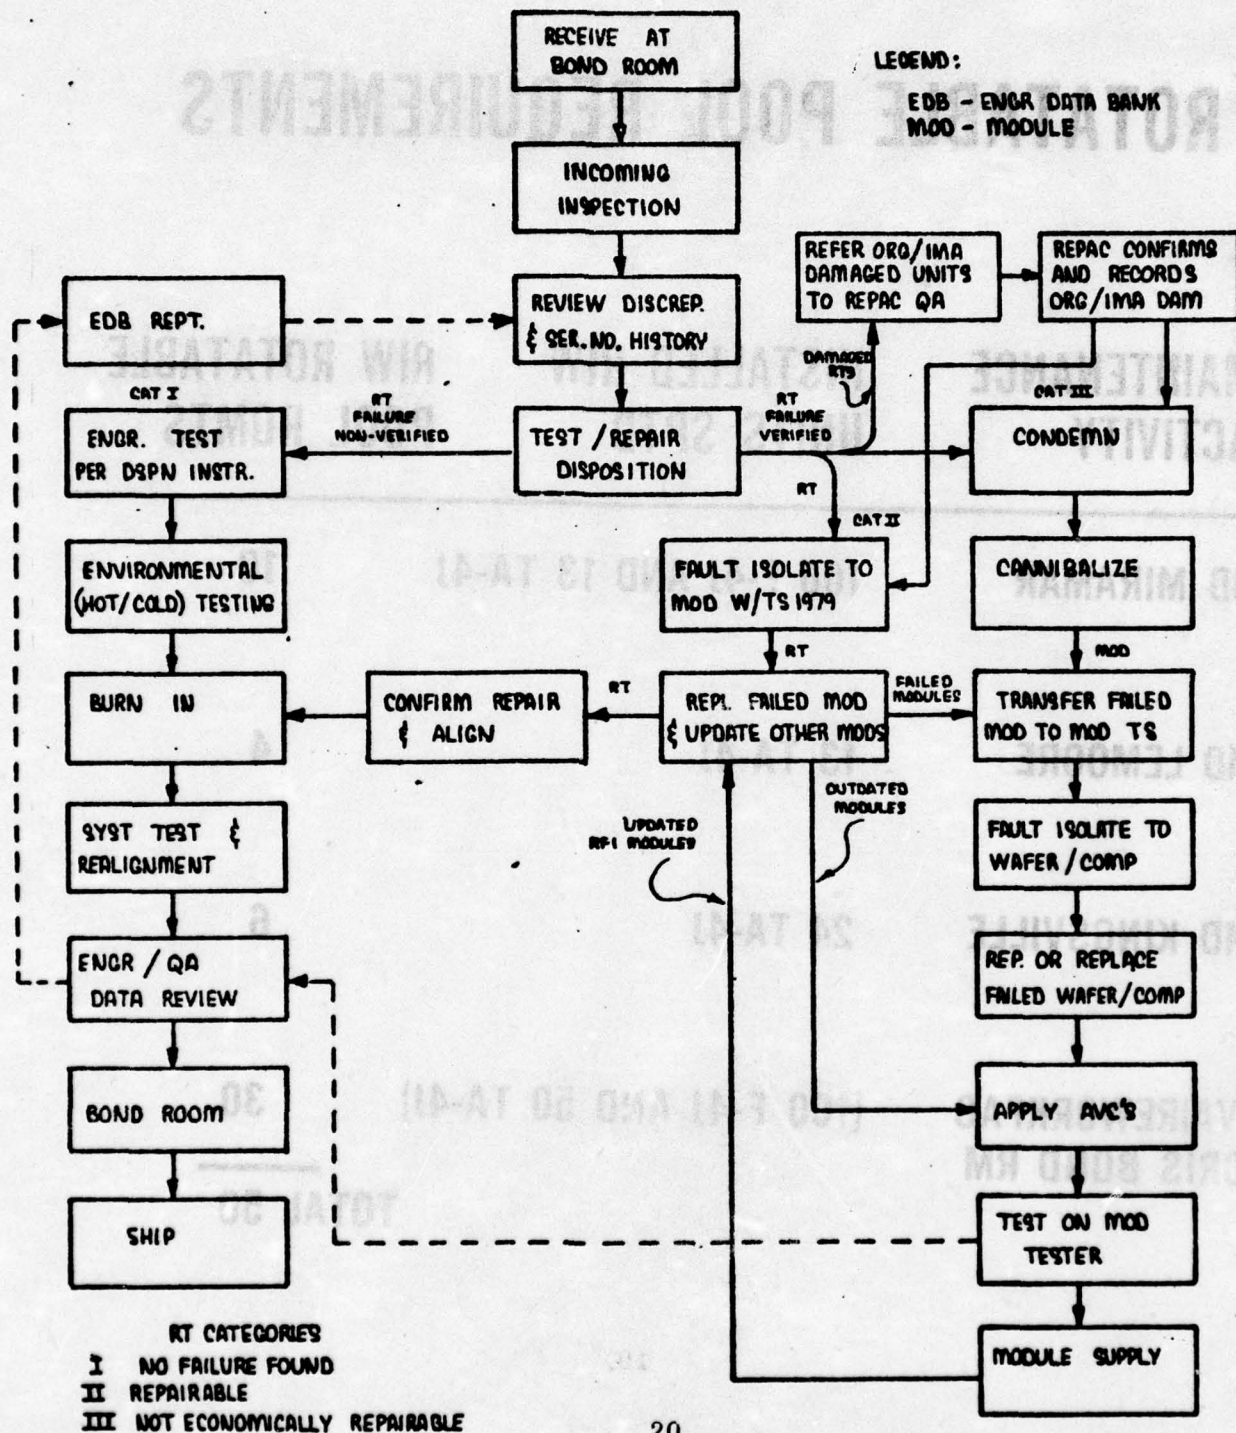 RECEIVE AT
BOND ROOM
LEGEND:
EDB - ENGR DATA BANK
MOD - MODULE
INCOMING
INSPECTION
REFER ORG/IMA
DAMAGED UNITS
TO REPAC QA
REPAC CONFIRMS
AND RECORDS
ORG/IMA DAM
EDB REPT.
REVIEW DISCREP.
& SER. NO. HISTORY
DAMAGED
RTS
CAT I
RT
FAILURE
NON-VERIFIED
RT
FAILURE
VERIFIED
CAT III
ENGR. TEST
PER DSPN INSTR.
TEST / REPAIR
DISPOSITION
CONDEMN
RT
CAT II
ENVIRONMENTAL
(HOT/COLD) TESTING
FAULT ISOLATE TO
MOD W/TS 1979
CANNIBALIZE
RT
MOD
BURN IN
CONFIRM REPAIR
& ALIGN
RT
REPL. FAILED MOD
& UPDATE OTHER MODS
FAILED
MODULES
TRANSFER FAILED
MOD TO MOD TS
SYST TEST &
REALIGNMENT
UPDATED
RFI MODULES
OUTDATED
MODULES
FAULT ISOLATE TO
WAFER / COMP
ENGR / QA
DATA REVIEW
REP. OR REPLACE
FAILED WAFER/COMP
BOND ROOM
APPLY AVC'S
SHIP
TEST ON MOD
TESTER
MODULE SUPPLY
RT CATEGORIES
I NO FAILURE FOUND
II REPAIRABLE
III NOT ECONOMICALLY REPAIRABLE
20